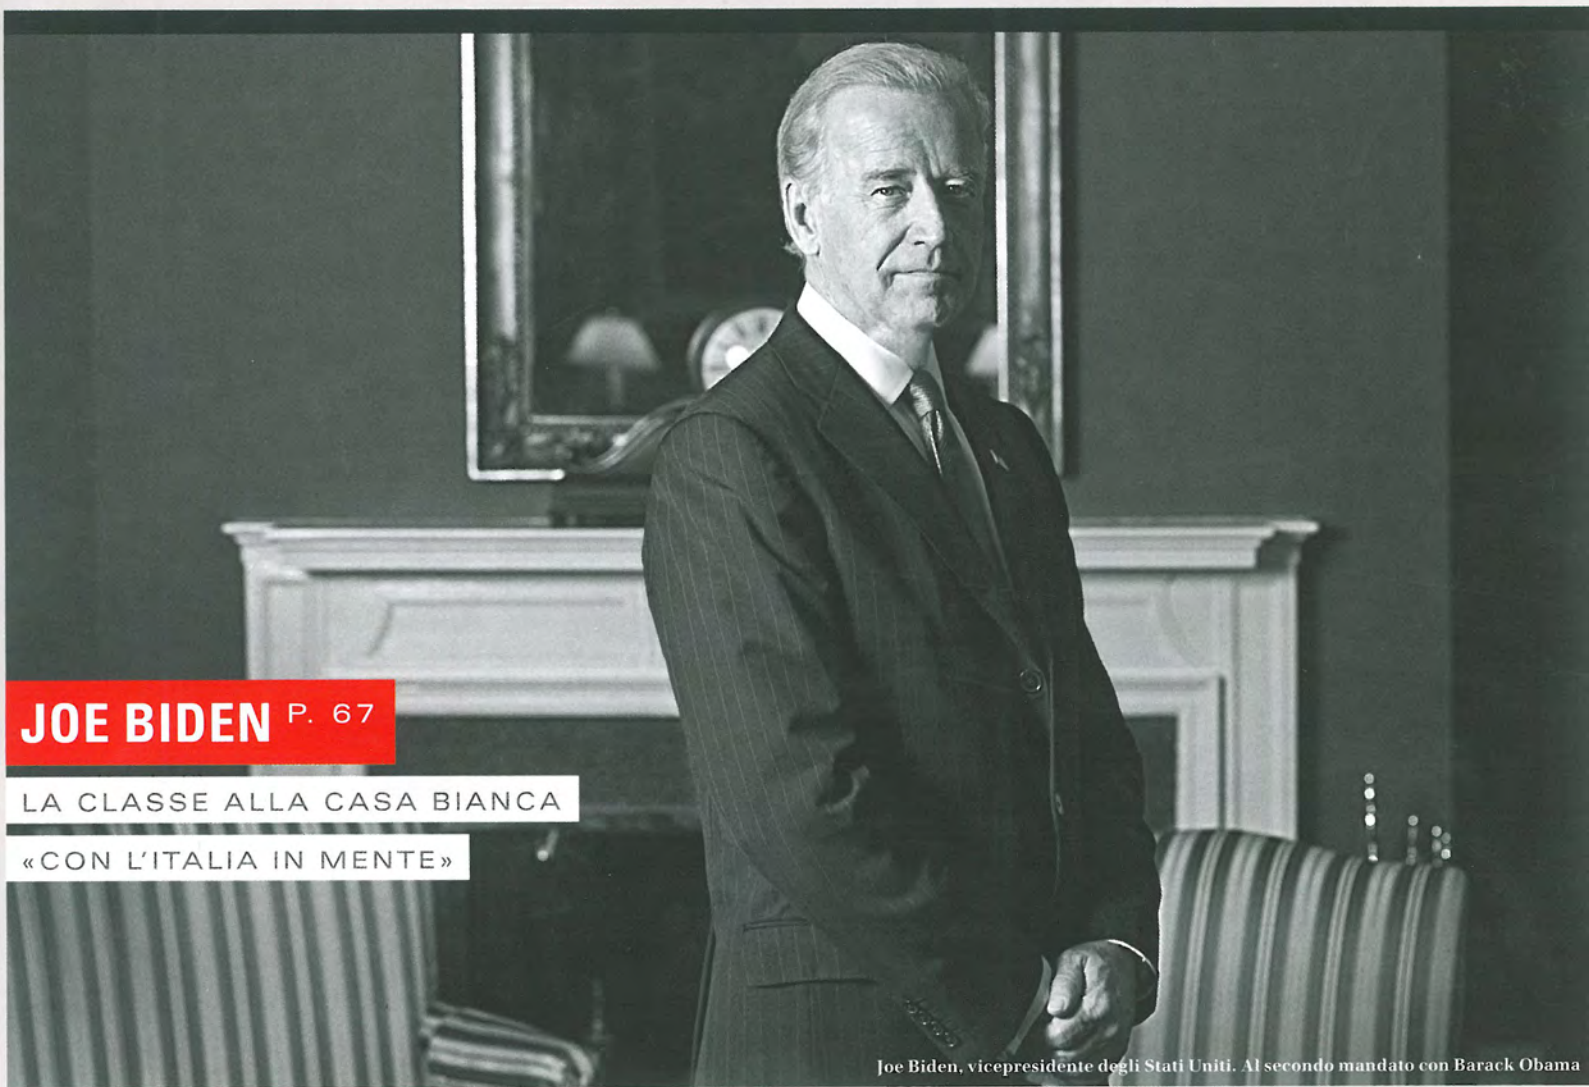 JOE BIDEN P. 67
LA CLASSE ALLA CASA BIANCA
«CON L'ITALIA IN MENTE»
Joe Biden, vicepresidente degli Stati Uniti. Al secondo mandato con Barack Obama